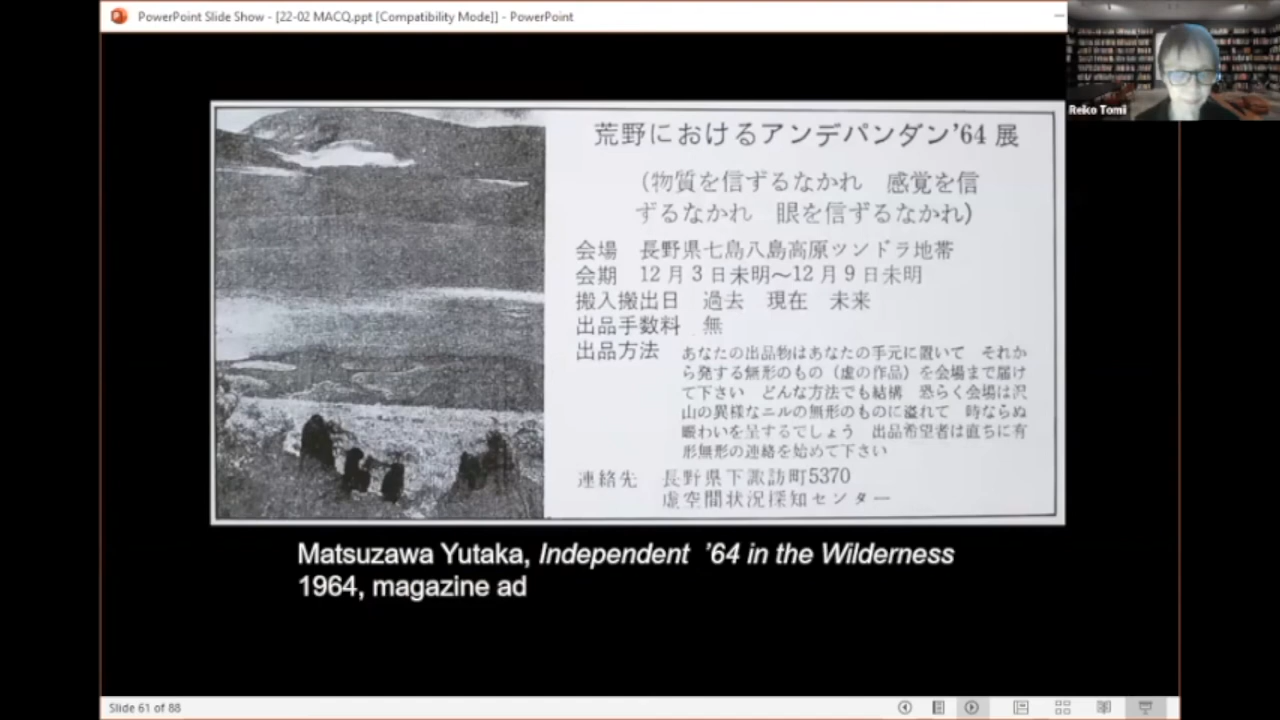 PowerPoint Slide Show - [22-02 MACQ.ppt [Compatibility Mode]] - PowerPoint
Reiko Tomii
荒野におけるアンデパンダン’64 展
(物質を信ずるなかれ　感覚を信
ずるなかれ　眼を信ずるなかれ)
会場　長野県七島八島高原ツンドラ地帯
会期　12月3日未明〜12月9日未明
搬入搬出日　過去　現在　未来
出品手数料　無
出品方法　あなたの出品物はあなたの手元に置いて　それか
ら発する無形のもの（虚の作品）を会場まで届け
て下さい　どんな方法でも結構　恐らく会場は沢
山の異様なニルの無形のものに溢れて　時ならぬ
賑わいを呈するでしょう　出品希望者は直ちに有
形無形の連絡を始めて下さい
連絡先　長野県下諏訪町5370
虚空間状況探知センター
Matsuzawa Yutaka, Independent ’64 in the Wilderness
1964, magazine ad
Slide 61 of 88